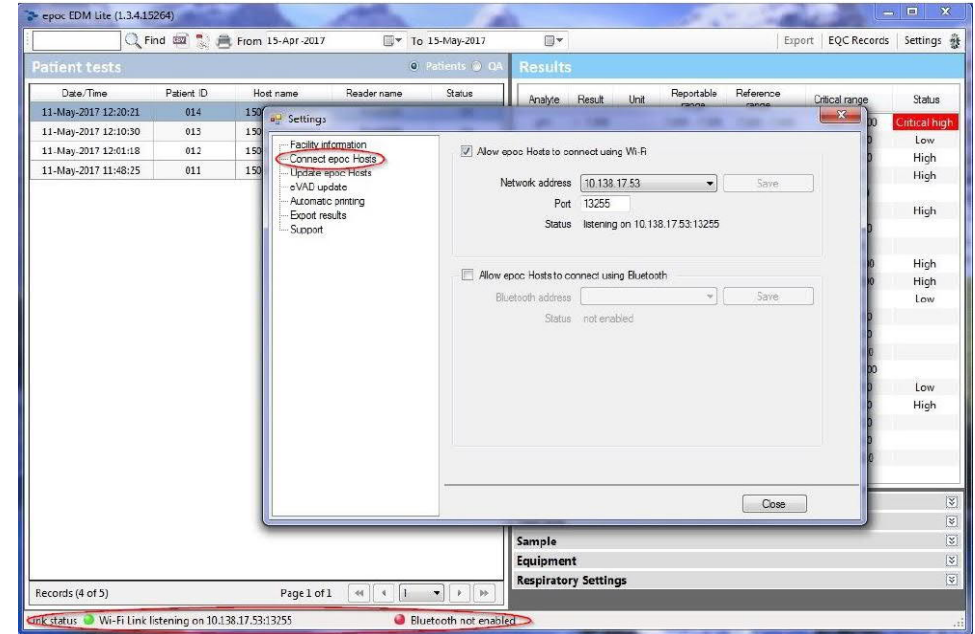 epoc EDM Lite (1.3.4.15264)
Find From 15-Apr-2017 To 15-May-2017 Export EQC Records Settings
Patient tests Patients QA Results
Date/Time Patient ID Host name Reader name Status Analyte Result Unit Reportable range Reference range Critical range Status
11-May-2017 12:20:21 014 Critical high
11-May-2017 12:10:30 013 Low
11-May-2017 12:01:18 012 High
11-May-2017 11:48:25 011 High
High
High
High
Low
Low
High
Settings
Facility information
Connect epoc Hosts
Update epoc Hosts
eVAD update
Automatic printing
Export results
Support
Allow epoc Hosts to connect using Wi-Fi
Network address 10.138.17.53 Save
Port 13255
Status listening on 10.138.17.53:13255
Allow epoc Hosts to connect using Bluetooth
Bluetooth address Save
Status not enabled
Close
Sample
Equipment
Respiratory Settings
Records (4 of 5) Page 1 of 1 1
Link status Wi-Fi Link listening on 10.138.17.53:13255 Bluetooth not enabled